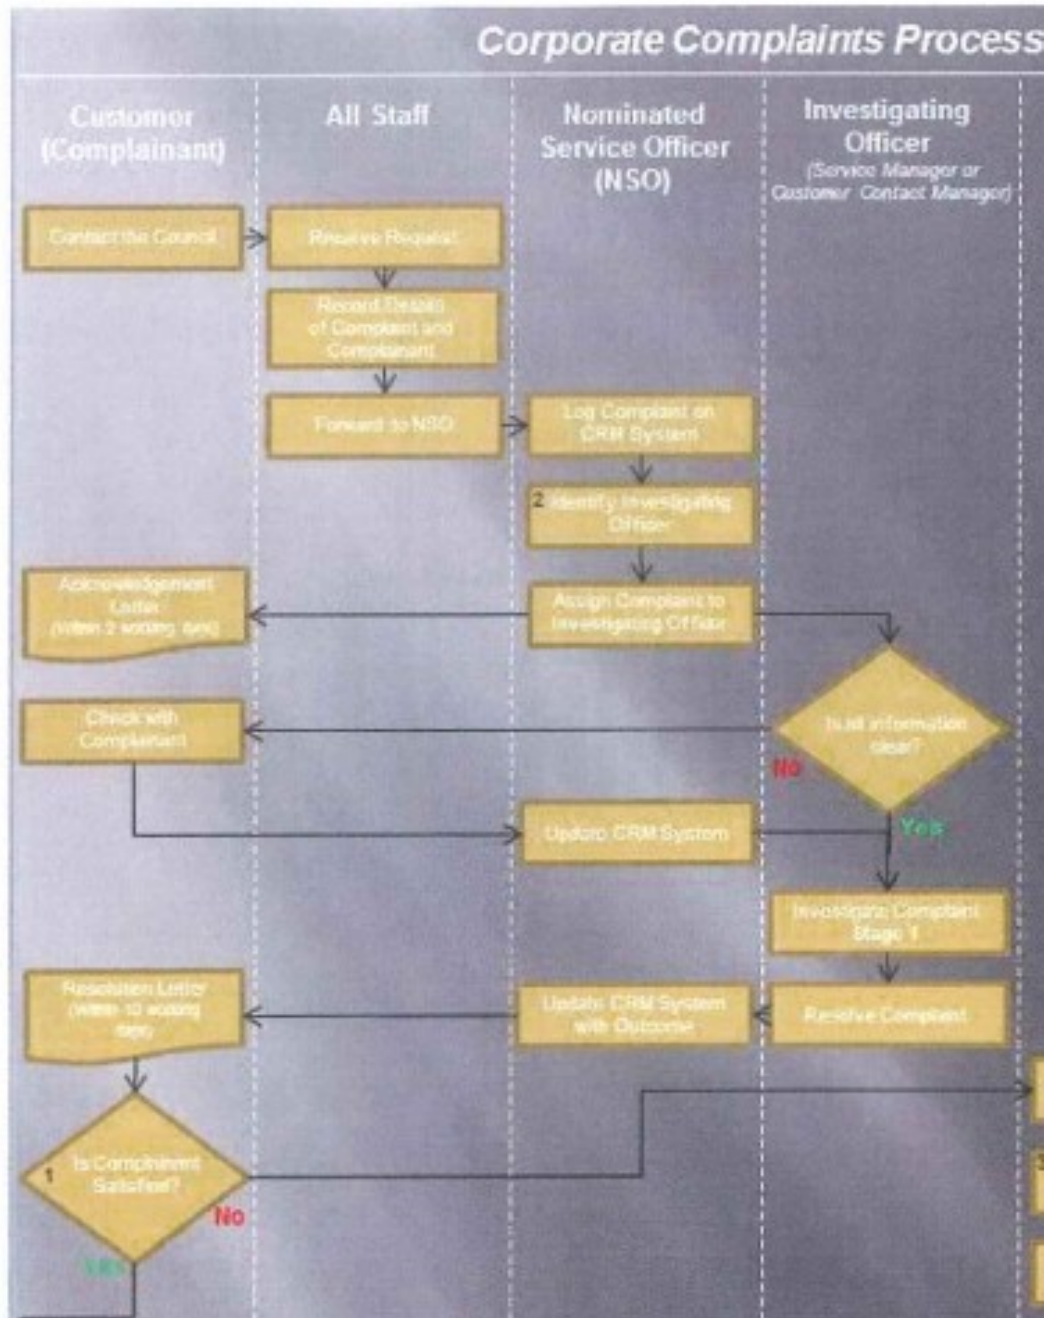 Corporate Complaints Process
Customer
(Complainant)
All Staff
Nominated
Service Officer
(NSO)
Investigating
Officer
(Service Manager or
Customer Contact Manager)
Contact the Council
Receive Request
Record Details
of Complaint and
Complainant
Forward to NSO
Log Complaint on
CRM System
2 Identify Investigating
Officer
Acknowledgement
Letter
(Within 2 working days)
Assign Complaint to
Investigating Officer
Check with
Complainant
Is all information
clear?
No
Yes
Update CRM System
Investigate Complaint
Stage 1
Resolution Letter
(Within 10 working
days)
Update CRM System
with Outcome
Resolve Complaint
1
Is Complainant
Satisfied?
No
Yes
3